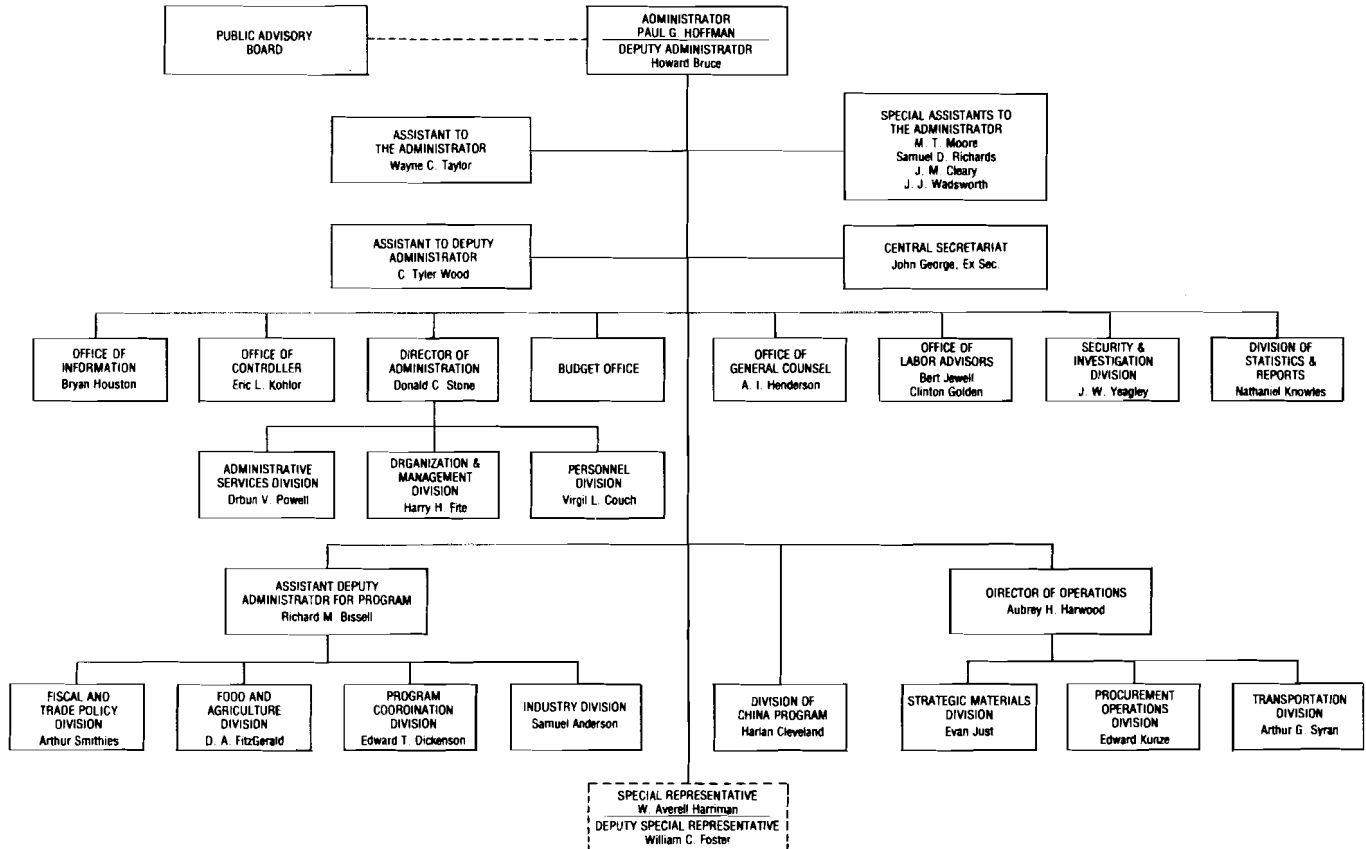 PUBLIC ADVISORY
BOARD
ADMINISTRATOR
PAUL G. HOFFMAN
DEPUTY ADMINISTRATOR
Howard Bruce
ASSISTANT TO
THE ADMINISTRATOR
Wayne C. Taylor
SPECIAL ASSISTANTS TO
THE ADMINISTRATOR
M. T. Moore
Samuel D. Richards
J. M. Cleary
J. J. Wadsworth
ASSISTANT TO DEPUTY
ADMINISTRATOR
C. Tyler Wood
CENTRAL SECRETARIAT
John George, Ex Sec.
OFFICE OF
INFORMATION
Bryan Houston
OFFICE OF
CONTROLLER
Eric L. Kohlor
DIRECTOR OF
ADMINISTRATION
Donald C. Stone
BUDGET OFFICE
OFFICE OF
GENERAL COUNSEL
A. I. Henderson
OFFICE OF
LABOR ADVISORS
Bert Jewell
Clinton Golden
SECURITY &
INVESTIGATION
DIVISION
J. W. Yeagley
DIVISION OF
STATISTICS &
REPORTS
Nathaniel Knowles
ADMINISTRATIVE
SERVICES DIVISION
Orbun V. Powell
ORGANIZATION &
MANAGEMENT
DIVISION
Harry H. Fite
PERSONNEL
DIVISION
Virgil L. Couch
ASSISTANT DEPUTY
ADMINISTRATOR FOR PROGRAM
Richard M. Bissell
DIRECTOR OF OPERATIONS
Aubrey H. Harwood
FISCAL AND
TRADE POLICY
DIVISION
Arthur Smithies
FOOD AND
AGRICULTURE
DIVISION
D. A. FitzGerald
PROGRAM
COORDINATION
DIVISION
Edward T. Dickenson
INDUSTRY DIVISION
Samuel Anderson
DIVISION OF
CHINA PROGRAM
Harlan Cleveland
STRATEGIC MATERIALS
DIVISION
Evan Just
PROCUREMENT
OPERATIONS
DIVISION
Edward Kunze
TRANSPORTATION
DIVISION
Arthur G. Syran
SPECIAL REPRESENTATIVE
W. Averell Harriman
DEPUTY SPECIAL REPRESENTATIVE
William C. Foster